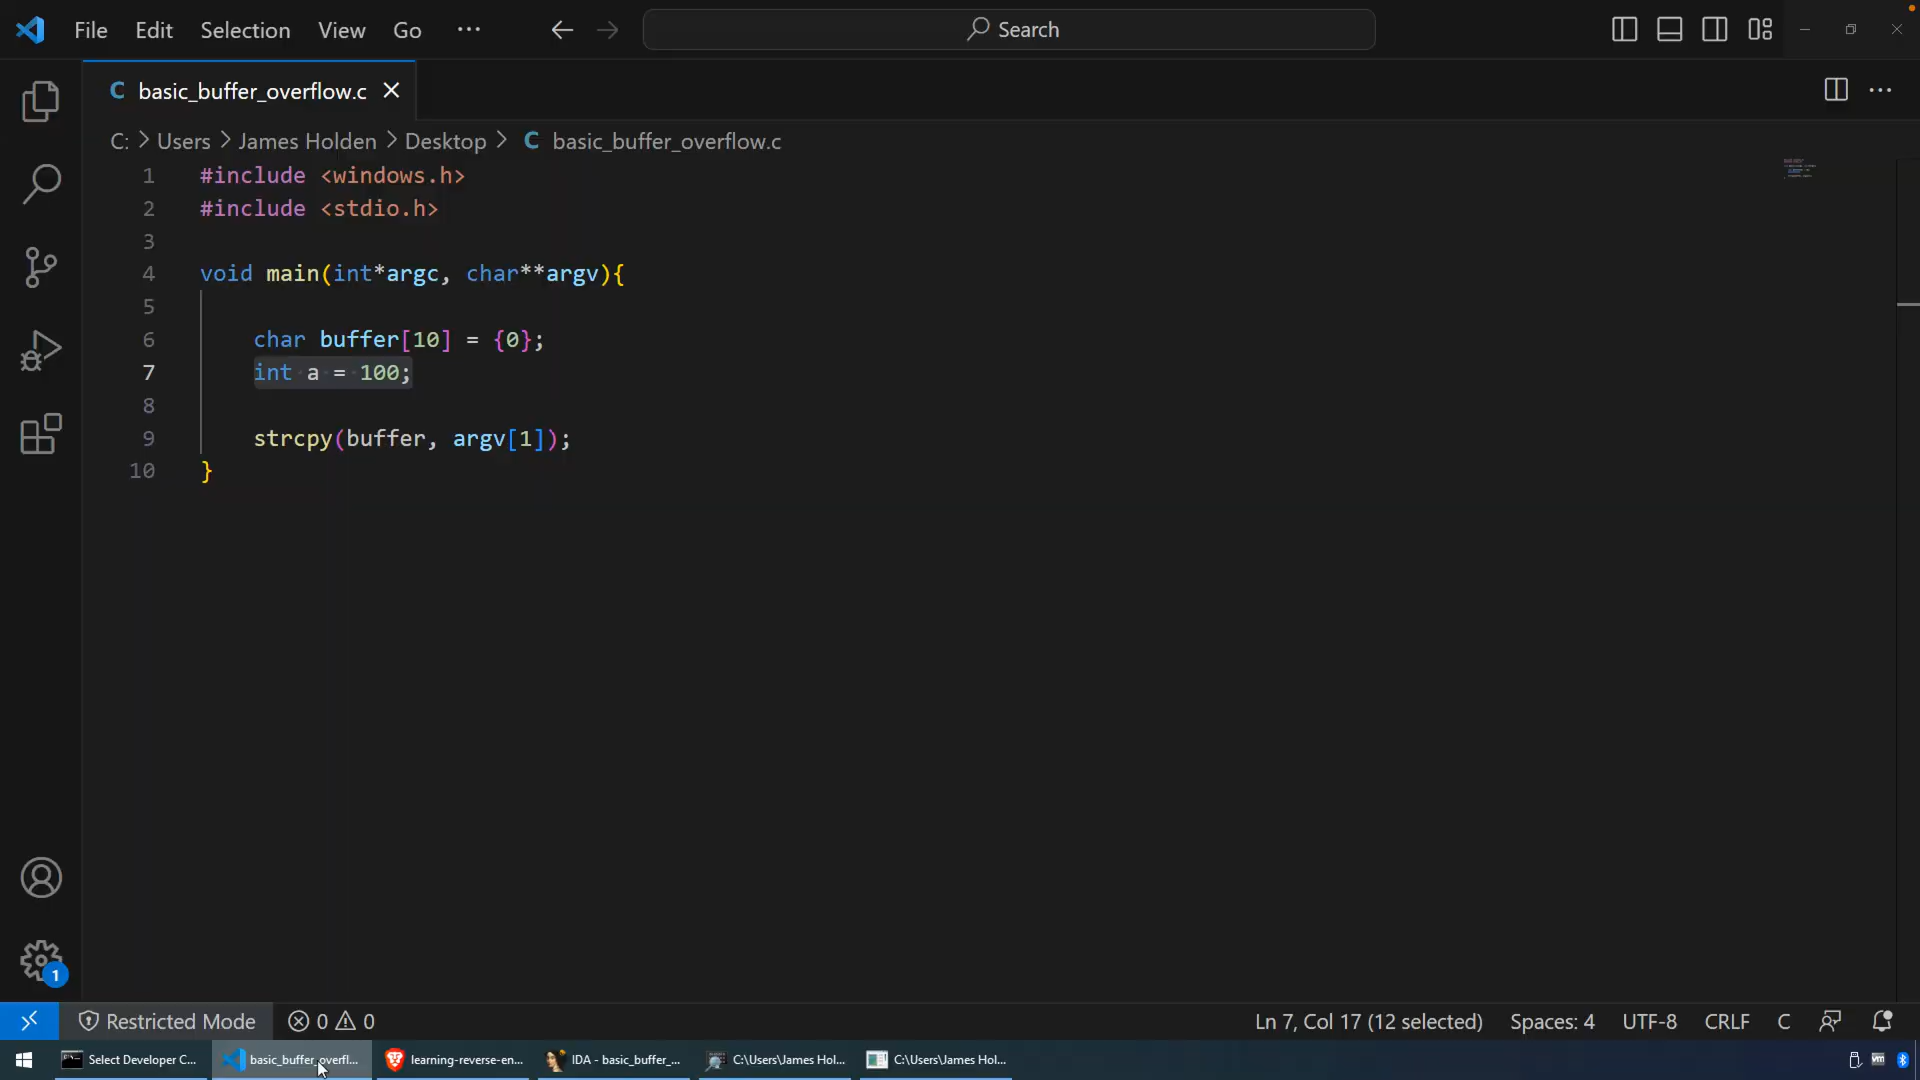 File Edit Selection View Go ··· Search
basic_buffer_overflow.c
C: > Users > James Holden > Desktop > C basic_buffer_overflow.c
1 #include <windows.h>
2 #include <stdio.h>
3
4 void main(int*argc, char**argv){
5
6 char buffer[10] = {0};
7 int a = 100;
8
9 strcpy(buffer, argv[1]);
10 }
1
Restricted Mode 0 0 Ln 7, Col 17 (12 selected) Spaces: 4 UTF-8 CRLF C
Select Developer C... basic_buffer_overfl... learning-reverse-en... IDA - basic_buffer_... C:\Users\James Hol... C:\Users\James Hol... vm